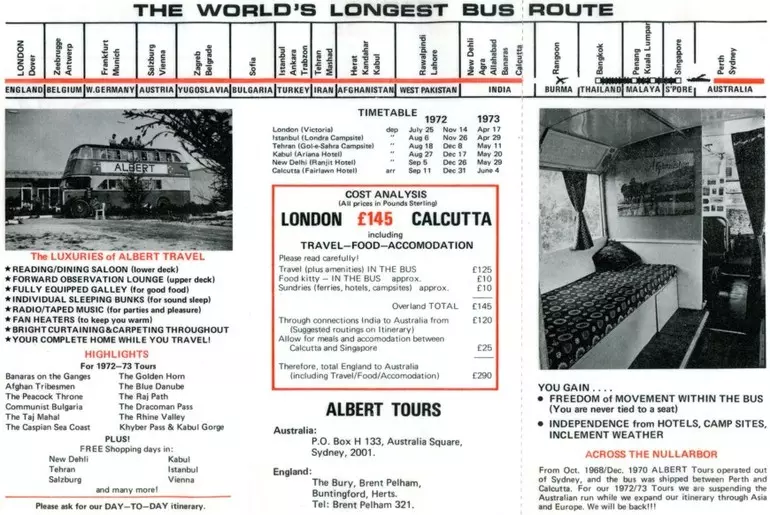 THE WORLD'S LONGEST BUS ROUTE
LONDON
Dover
Zeebrugge
Antwerp
Frankfurt
Munich
Salzburg
Vienna
Zagreb
Belgrade
Sofia
Istanbul
Ankara
Trabzon
Tehran
Mashad
Herat
Kandahar
Kabul
Rawalpindi
Lahore
New Delhi
Agra
Allahabad
Banaras
Calcutta
Rangoon
Bangkok
Penang
Kuala Lumpar
Singapore
Perth
Sydney
ENGLAND BELGIUM W.GERMANY AUSTRIA YUGOSLAVIA BULGARIA TURKEY IRAN AFGHANISTAN WEST PAKISTAN INDIA BURMA THAILAND MALAYA S'PORE AUSTRALIA
ALBERT
The LUXURIES of ALBERT TRAVEL
★ READING/DINING SALOON (lower deck)
★ FORWARD OBSERVATION LOUNGE (upper deck)
★ FULLY EQUIPPED GALLEY (for good food)
★ INDIVIDUAL SLEEPING BUNKS (for sound sleep)
★ RADIO/TAPED MUSIC (for parties and pleasure)
★ FAN HEATERS (to keep you warm)
★ BRIGHT CURTAINING & CARPETING THROUGHOUT
★ YOUR COMPLETE HOME WHILE YOU TRAVEL!
HIGHLIGHTS
For 1972–73 Tours
Banaras on the Ganges The Golden Horn
Afghan Tribesmen The Blue Danube
The Peacock Throne The Raj Path
Communist Bulgaria The Dracoman Pass
The Taj Mahal The Rhine Valley
The Caspian Sea Coast Khyber Pass & Kabul Gorge
PLUS!
FREE Shopping days in:
New Dehli Kabul
Tehran Istanbul
Salzburg Vienna
and many more!
Please ask for our DAY–TO–DAY itinerary.
TIMETABLE
1972 1973
London (Victoria) dep July 25 Nov 14 Apr 17
Istanbul (Londra Campsite) " Aug 6 Nov 26 Apr 29
Tehran (Gol-e-Sahra Campsite) " Aug 18 Dec 8 May 11
Kabul (Ariana Hotel) " Aug 27 Dec 17 May 20
New Delhi (Ranjit Hotel) " Sep 5 Dec 26 May 29
Calcutta (Fairlawn Hotel) arr Sep 11 Dec 31 June 4
COST ANALYSIS
(All prices in Pounds Sterling)
LONDON £145 CALCUTTA
including
TRAVEL–FOOD–ACCOMODATION
Please read carefully!
Travel (plus amenities) IN THE BUS £125
Food kitty – IN THE BUS approx. £10
Sundries (ferries, hotels, campsites) approx. £10
Overland TOTAL £145
Through connections India to Australia from £120
(Suggested routings on Itinerary)
Allow for meals and accomodation between
Calcutta and Singapore £25
Therefore, total England to Australia
(including Travel/Food/Accomodation) £290
ALBERT TOURS
Australia:
P.O. Box H 133, Australia Square,
Sydney, 2001.
England:
The Bury, Brent Pelham,
Buntingford, Herts.
Tel: Brent Pelham 321.
YOU GAIN . . . .
● FREEDOM of MOVEMENT WITHIN THE BUS
(You are never tied to a seat)
● INDEPENDENCE from HOTELS, CAMP SITES,
INCLEMENT WEATHER
ACROSS THE NULLARBOR
From Oct. 1968/Dec. 1970 ALBERT Tours operated out
of Sydney, and the bus was shipped between Perth and
Calcutta. For our 1972/73 Tours we are suspending the
Australian run while we expand our itinerary through Asia
and Europe. We will be back!!!